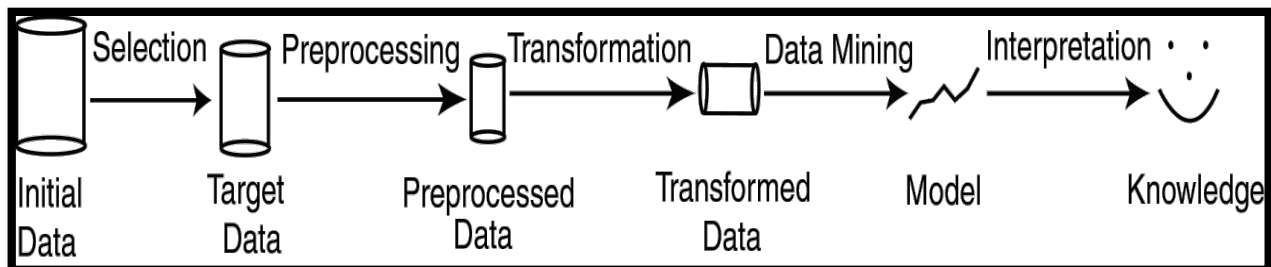 Selection
Preprocessing
Transformation
Data Mining
Interpretation
Initial
Data
Target
Data
Preprocessed
Data
Transformed
Data
Model
Knowledge